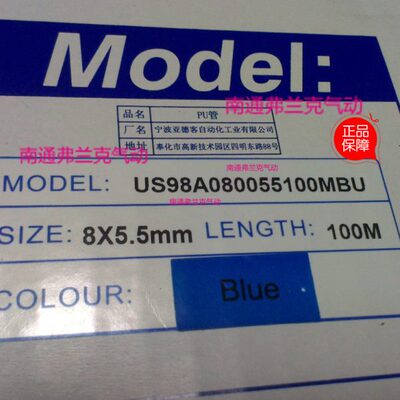 Model:
南通弗兰克气动
品名 PU管
厂名 宁波亚德客自动化工业有限公司
地址 奉化市高新技术园区四明东路88号
正品
保障
南通弗兰克气动
MODEL: US98A080055100MBU
南通弗兰克气动
SIZE: 8X5.5mm LENGTH: 100M
南通弗兰克气动
COLOUR: Blue